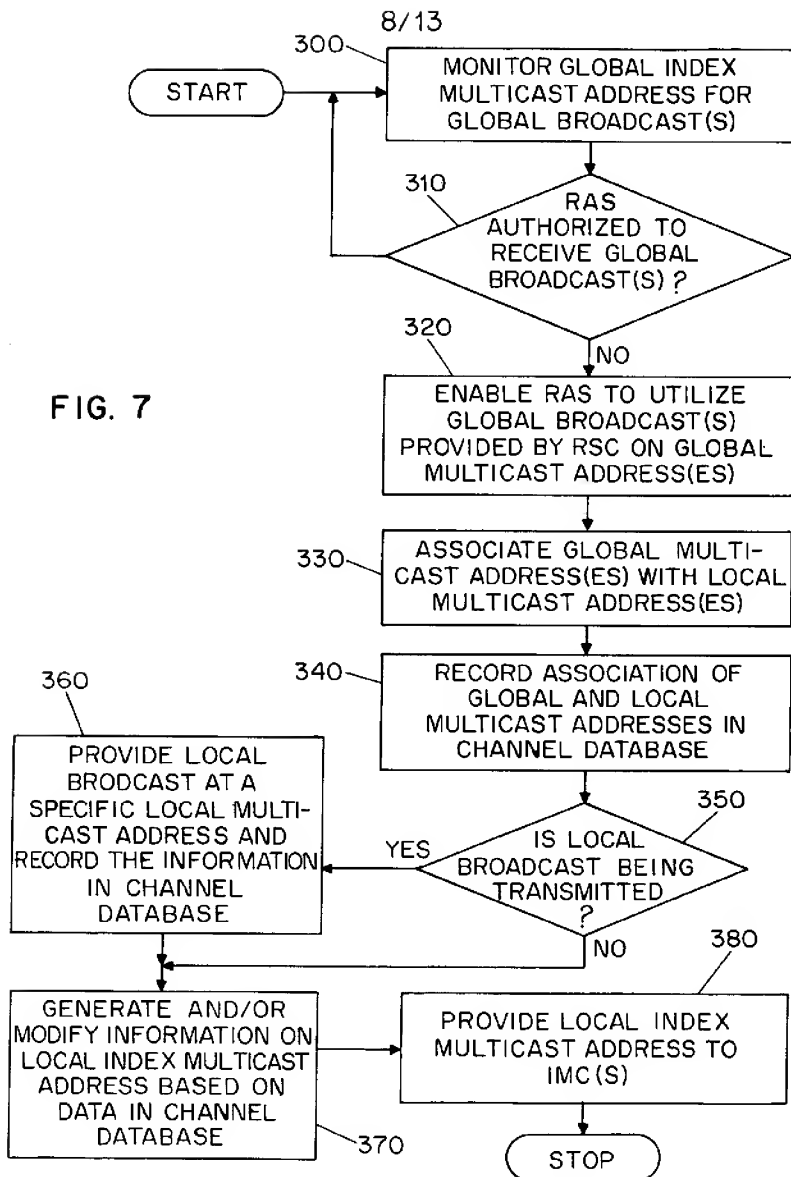 8/13
300
START
MONITOR GLOBAL INDEX
MULTICAST ADDRESS FOR
GLOBAL BROADCAST(S)
310
RAS
AUTHORIZED TO
RECEIVE GLOBAL
BROADCAST(S) ?
NO
320
FIG. 7
ENABLE RAS TO UTILIZE
GLOBAL BROADCAST(S)
PROVIDED BY RSC ON GLOBAL
MULTICAST ADDRESS(ES)
330
ASSOCIATE GLOBAL MULTI-
CAST ADDRESS(ES) WITH LOCAL
MULTICAST ADDRESS(ES)
340
RECORD ASSOCIATION OF
GLOBAL AND LOCAL
MULTICAST ADDRESSES IN
CHANNEL DATABASE
350
IS LOCAL
BROADCAST BEING
TRANSMITTED
?
YES
NO
360
PROVIDE LOCAL
BRODCAST AT A
SPECIFIC LOCAL MULTI-
CAST ADDRESS AND
RECORD THE INFORMATION
IN CHANNEL
DATABASE
GENERATE AND/OR
MODIFY INFORMATION ON
LOCAL INDEX MULTICAST
ADDRESS BASED ON
DATA IN CHANNEL
DATABASE
370
380
PROVIDE LOCAL INDEX
MULTICAST ADDRESS TO
IMC(S)
STOP